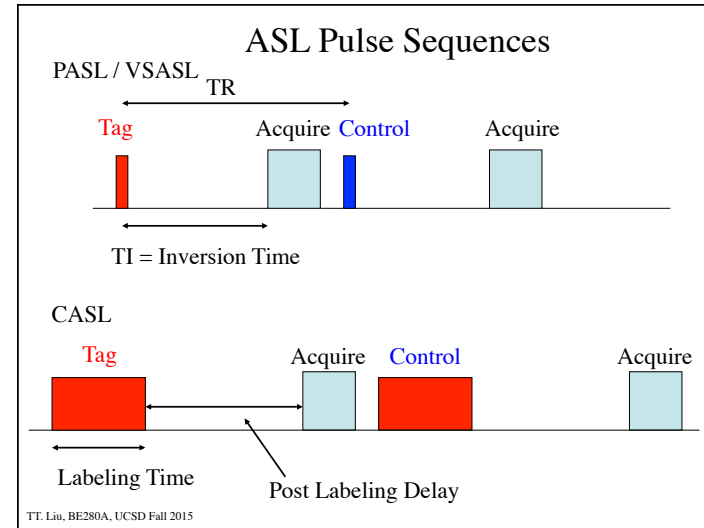 ASL Pulse Sequences
PASL / VSASL
TR
Tag
Acquire
Control
Acquire
TI = Inversion Time
CASL
Tag
Acquire
Control
Acquire
Labeling Time
Post Labeling Delay
TT. Liu, BE280A, UCSD Fall 2015